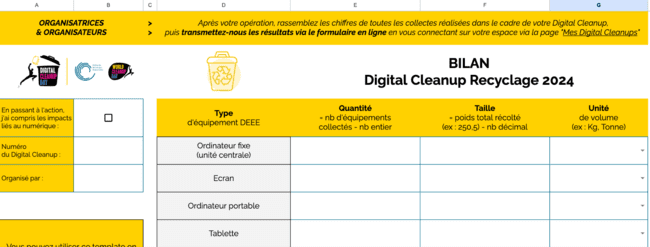 A B C D E F G
ORGANISATRICES > Après votre opération, rassemblez les chiffres de toutes les collectes réalisées dans le cadre de votre Digital Cleanup,
& ORGANISATEURS > puis transmettez-nous les résultats via le formulaire en ligne en vous connectant sur votre espace via la page "Mes Digital Cleanups"
DIGITAL
CLEANUP
DAY
WORLD
CLEANUP
DAY
BILAN
Digital Cleanup Recyclage 2024
En passant à l'action,
j'ai compris les impacts
liés au numérique :
Numéro
du Digital Cleanup :
Organisé par :
Type
d'équipement DEEE
Quantité
= nb d'équipements
collectés - nb entier
Taille
= poids total récolté
(ex : 250,5) - nb décimal
Unité
de volume
(ex : Kg, Tonne)
Ordinateur fixe
(unité centrale)
Ecran
Ordinateur portable
Tablette
Vous pouvez utiliser ce template en